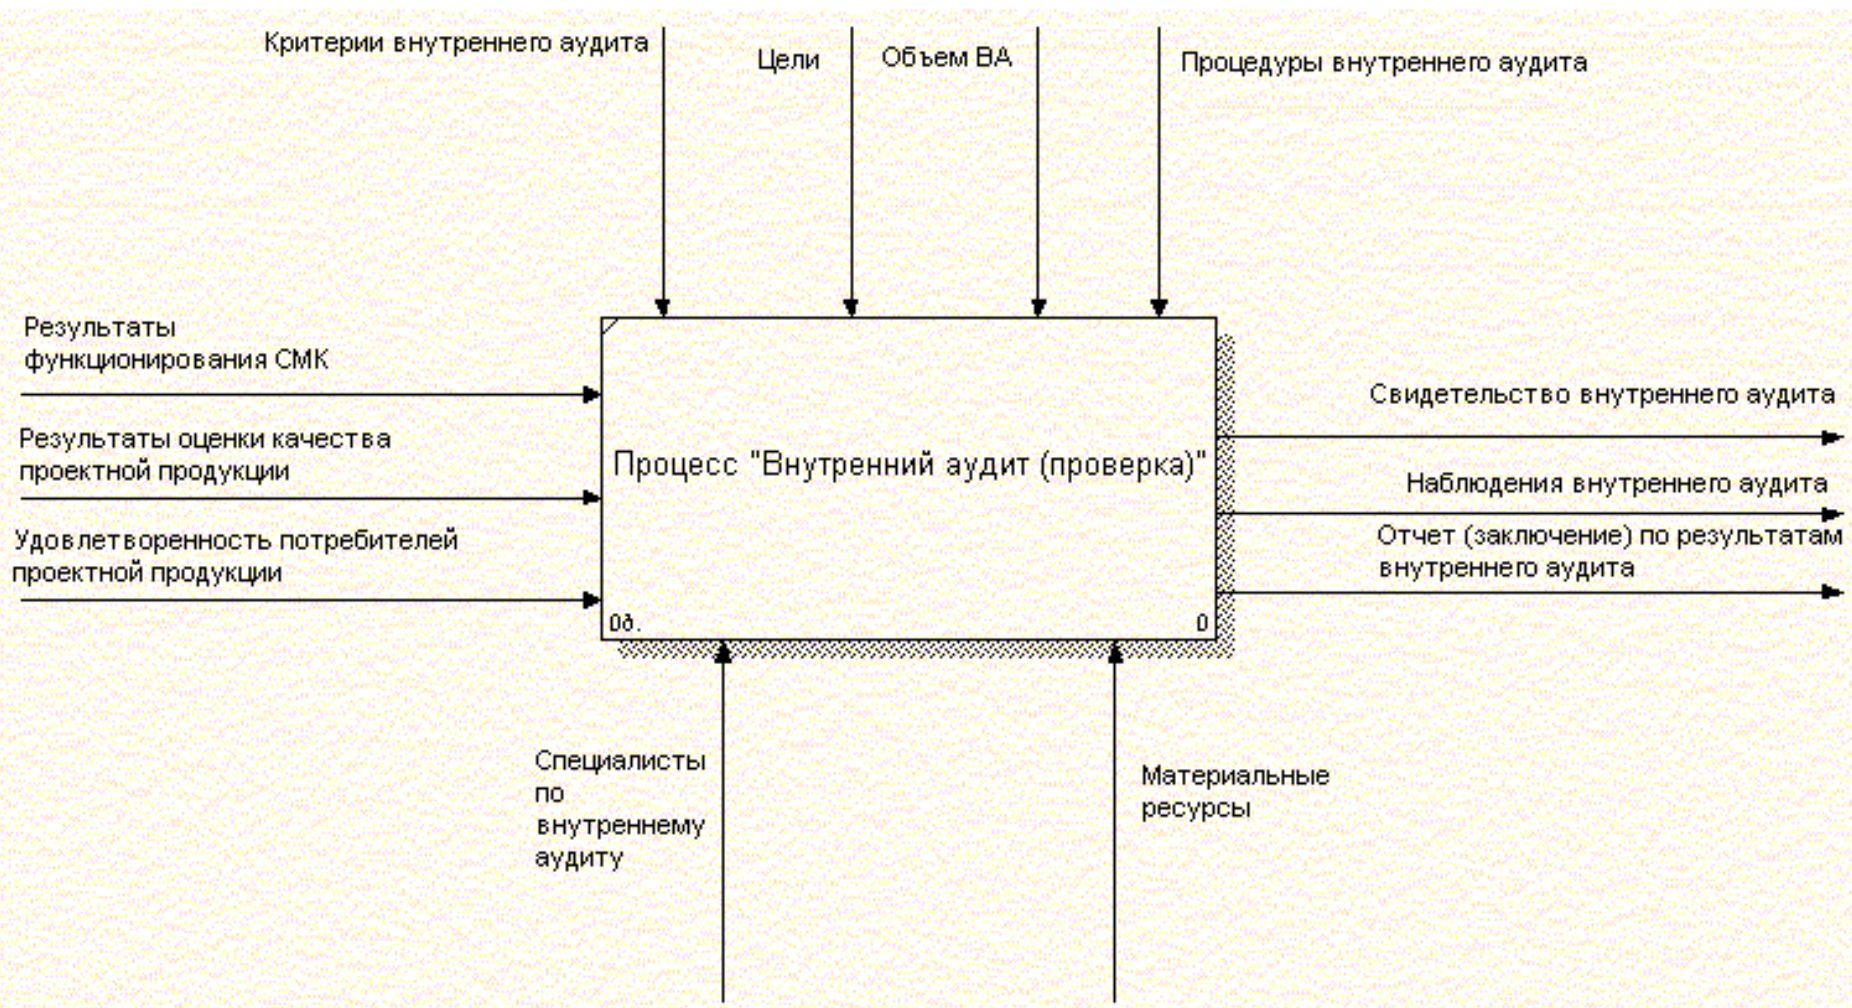 Критерии внутреннего аудита
Цели
Объем ВА
Процедуры внутреннего аудита
Результаты
функционирования СМК
Результаты оценки качества
проектной продукции
Удовлетворенность потребителей
проектной продукции
Процесс "Внутренний аудит (проверка)"
0д.
0
Свидетельство внутреннего аудита
Наблюдения внутреннего аудита
Отчет (заключение) по результатам
внутреннего аудита
Специалисты
по
внутреннему
аудиту
Материальные
ресурсы